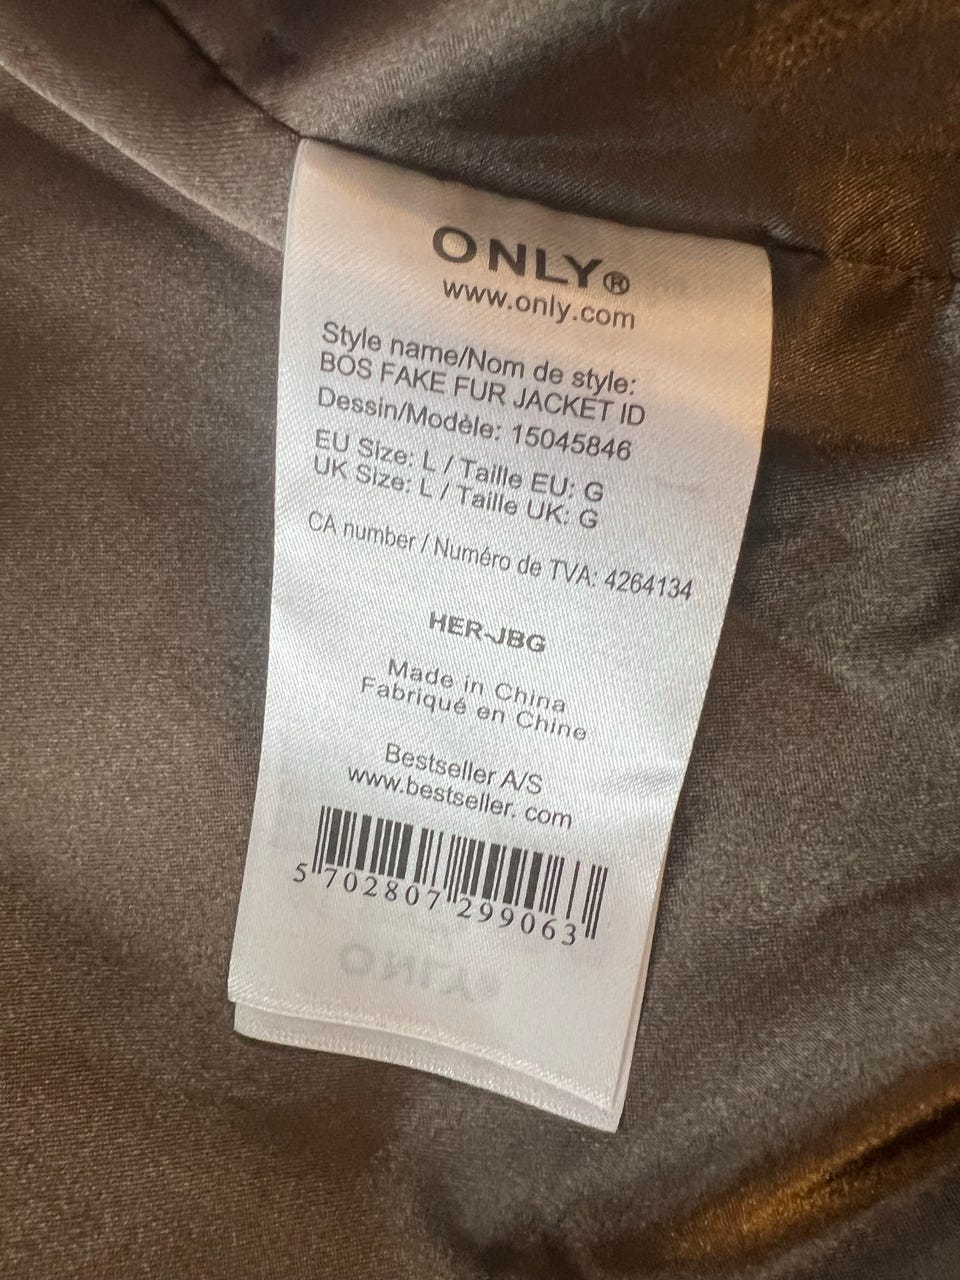 ONLY®
www.only.com
Style name/Nom de style:
BOS FAKE FUR JACKET ID
Dessin/Modèle: 15045846
EU Size: L / Taille EU: G
UK Size: L / Taille UK: G
CA number / Numéro de TVA: 4264134
HER-JBG
Made in China
Fabriqué en Chine
Bestseller A/S
www.bestseller. com
5 702807 299063
ONLY®